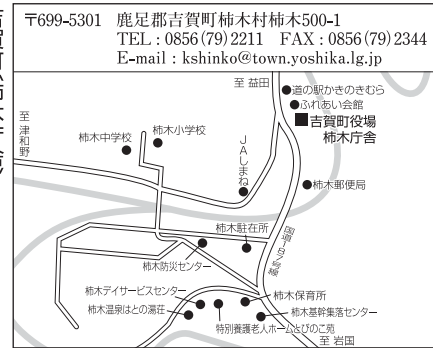 〒699-5301 鹿足郡吉賀町柿木村柿木500-1
TEL：0856(79)2211 FAX：0856(79)2344
E-mail：kshinko@town.yoshika.lg.jp
至 益田
道の駅かきのきむら
ふれあい会館
吉賀町役場
柿木庁舎
至 津和野
柿木中学校
柿木小学校
JAしまね
柿木郵便局
国道187号線
柿木駐在所
柿木防災センター
柿木デイサービスセンター
柿木保育所
柿木温泉はとの湯荘
柿木基幹集落センター
特別養護老人ホームとびのこ苑
至 岩国